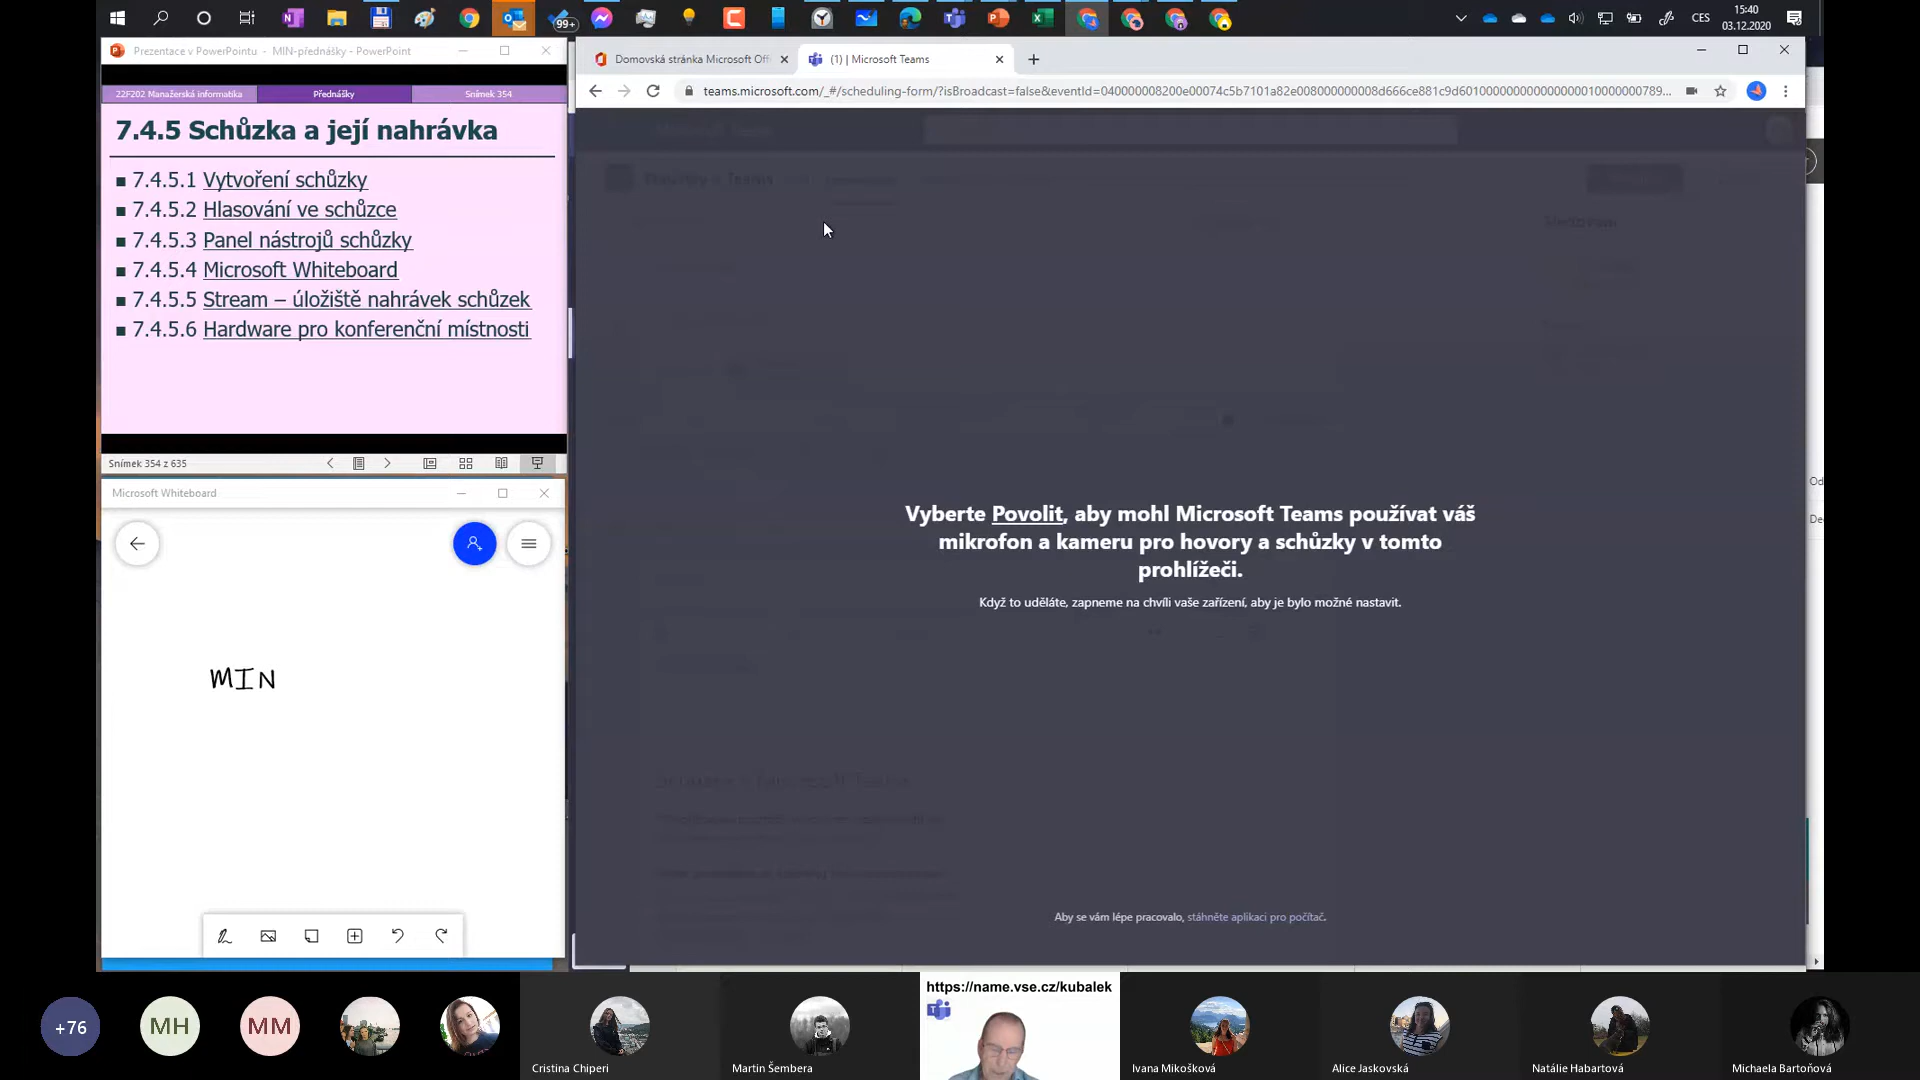 99+
CES
15:40
03.12.2020
Prezentace v PowerPointu - MIN-přednášky - PowerPoint
22F202 Manažerská informatika
Přednášky
Snímek 354
7.4.5 Schůzka a její nahrávka
7.4.5.1 Vytvoření schůzky
7.4.5.2 Hlasování ve schůzce
7.4.5.3 Panel nástrojů schůzky
7.4.5.4 Microsoft Whiteboard
7.4.5.5 Stream – úložiště nahrávek schůzek
7.4.5.6 Hardware pro konferenční místnosti
Snímek 354 z 635
Microsoft Whiteboard
MIN
Domovská stránka Microsoft Off
(1) | Microsoft Teams
teams.microsoft.com/_#/scheduling-form/?isBroadcast=false&eventId=040000008200e00074c5b7101a82e008000000008d666ce881c9d6010000000000000000100000000789...
Vyberte Povolit, aby mohl Microsoft Teams používat váš
mikrofon a kameru pro hovory a schůzky v tomto
prohlížeči.
Když to uděláte, zapneme na chvíli vaše zařízení, aby je bylo možné nastavit.
Aby se vám lépe pracovalo, stáhněte aplikaci pro počítač.
+76
MH
MM
Cristina Chiperi
Martin Šembera
https://name.vse.cz/kubalek
Ivana Mikošková
Alice Jaskovská
Natálie Habartová
Michaela Bartoňová